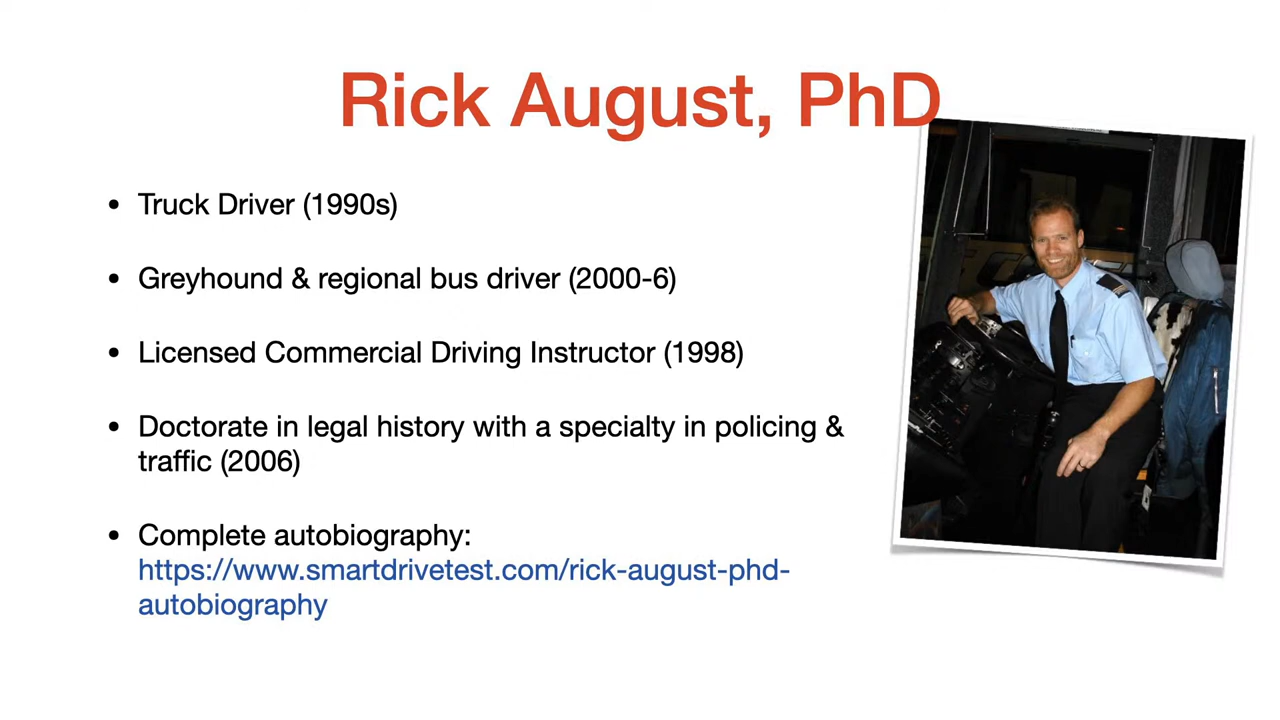 Rick August, PhD
• Truck Driver (1990s)
• Greyhound & regional bus driver (2000-6)
• Licensed Commercial Driving Instructor (1998)
• Doctorate in legal history with a specialty in policing &
traffic (2006)
• Complete autobiography:
https://www.smartdrivetest.com/rick-august-phd-
autobiography